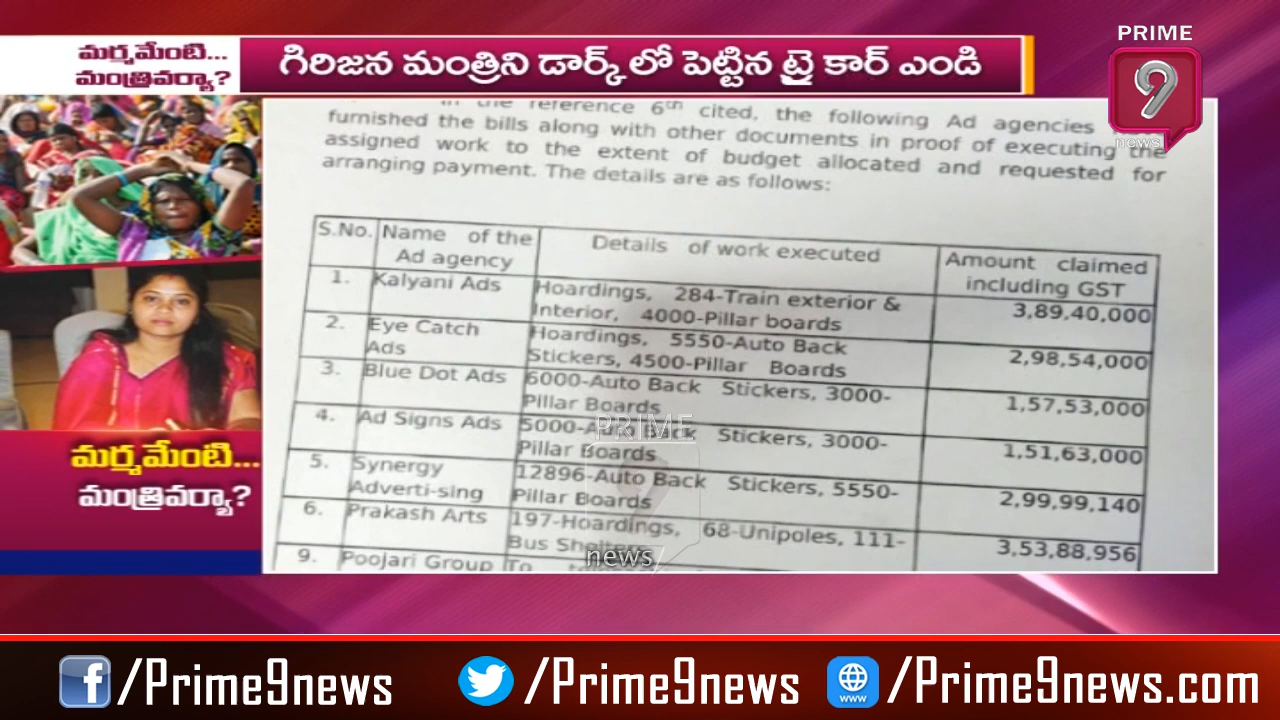 మర్మమేంటి...
మంత్రివర్యా?
గిరిజన మంత్రిని డార్క్‌లో పెట్టిన ట్రై కార్ ఎండి
PRIME
9
news
in the reference 6th cited, the following Ad agencies
furnished the bills along with other documents in proof of executing the
assigned work to the extent of budget allocated and requested for
arranging payment. The details are as follows:
S.No. Name of the Ad agency Details of work executed Amount claimed including GST
1. Kalyani Ads Hoardings, 284-Train exterior & Interior, 4000-Pillar boards 3,89,40,000
2. Eye Catch Ads Hoardings, 5550-Auto Back Stickers, 4500-Pillar Boards 2,98,54,000
3. Blue Dot Ads 6000-Auto Back Stickers, 3000-Pillar Boards 1,57,53,000
4. Ad Signs Ads 5000-Auto Back Stickers, 3000-Pillar Boards 1,51,63,000
5. Synergy Adverti-sing 12896-Auto Back Stickers, 5550-Pillar Boards 2,99,99,140
6. Prakash Arts 197-Hoardings, 68-Unipoles, 111-Bus Shelters 3,53,88,956
9. Poojari Group To
PRIME
news
మర్మమేంటి...
మంత్రివర్యా?
/Prime9news
/Prime9news
www
/Prime9news.com